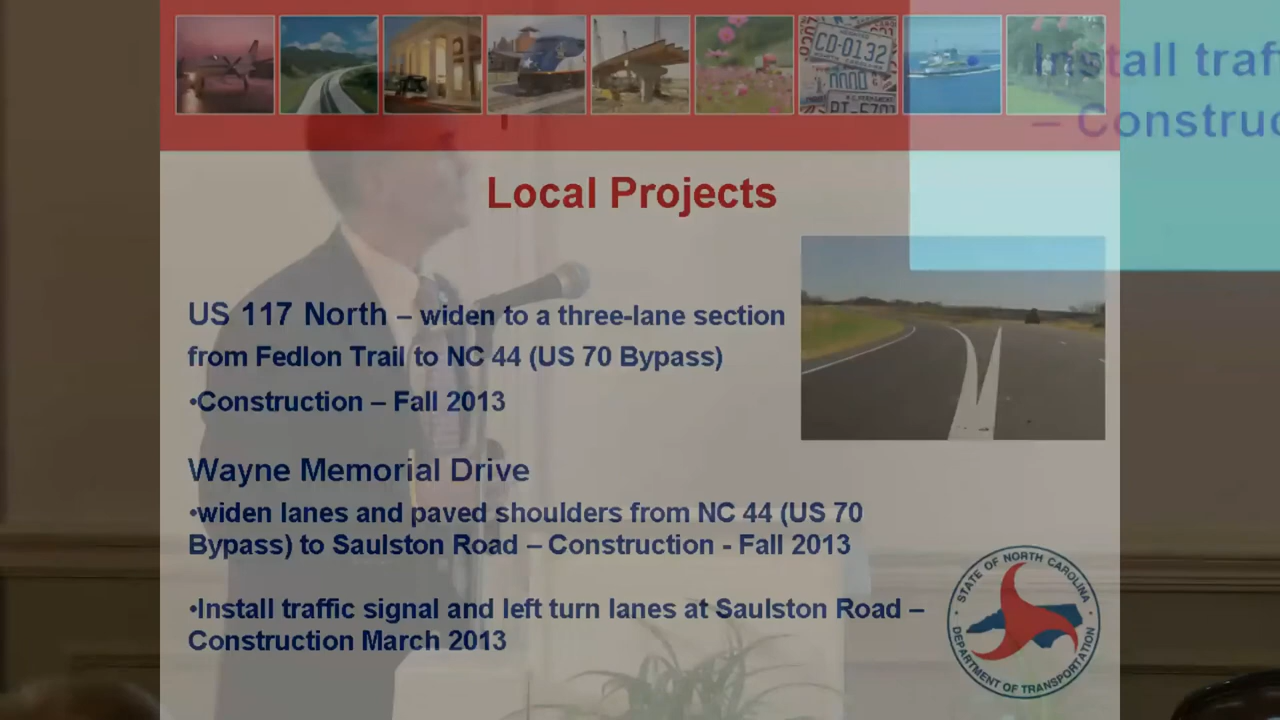 CD-0132
Install traf
– Construc
Local Projects
US 117 North – widen to a three-lane section
from Fedlon Trail to NC 44 (US 70 Bypass)
•Construction – Fall 2013
Wayne Memorial Drive
•widen lanes and paved shoulders from NC 44 (US 70
Bypass) to Saulston Road – Construction - Fall 2013
•Install traffic signal and left turn lanes at Saulston Road –
Construction March 2013
STATE OF NORTH CAROLINA
DEPARTMENT OF TRANSPORTATION